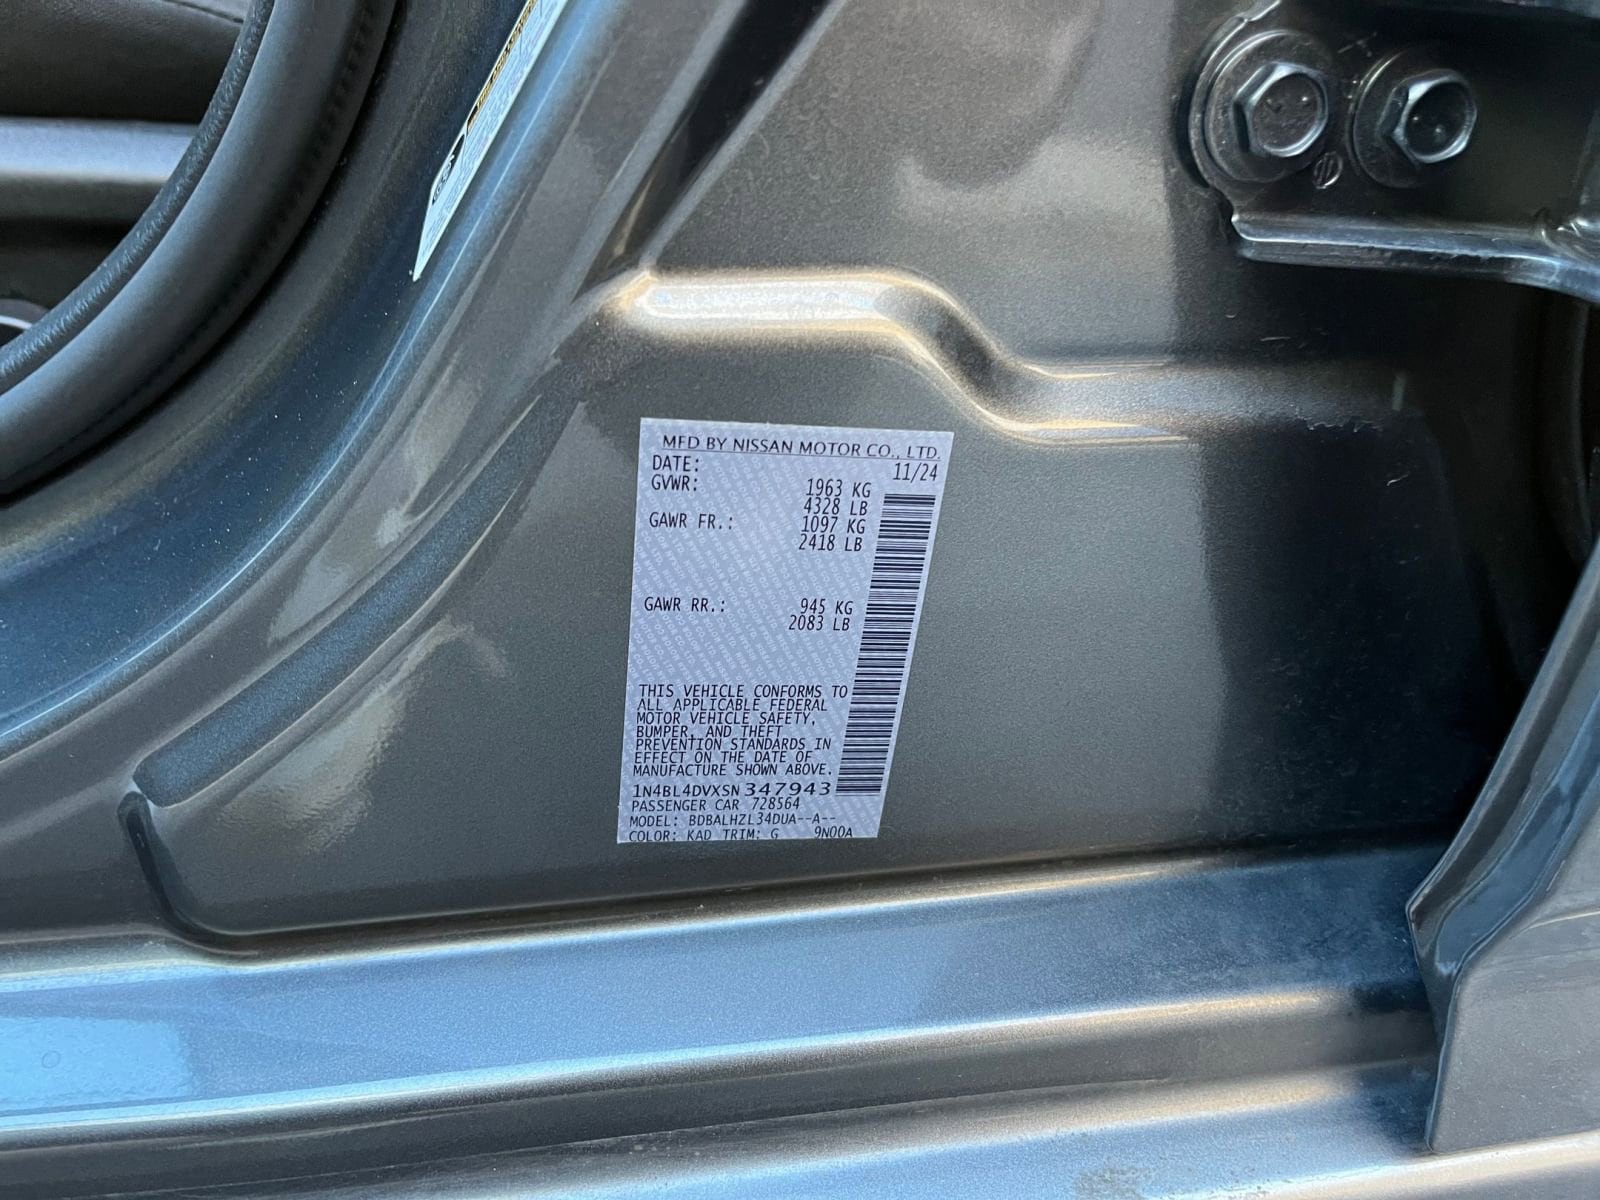 MFD BY NISSAN MOTOR CO., LTD.
DATE: 11/24
GVWR: 1963 KG
4328 LB
GAWR FR.: 1097 KG
2418 LB
GAWR RR.: 945 KG
2083 LB
THIS VEHICLE CONFORMS TO
ALL APPLICABLE FEDERAL
MOTOR VEHICLE SAFETY,
BUMPER, AND THEFT
PREVENTION STANDARDS IN
EFFECT ON THE DATE OF
MANUFACTURE SHOWN ABOVE.
1N4BL4DVXSN347943
PASSENGER CAR 728564
MODEL: BDBALHZL34DUA--A--
COLOR: KAD TRIM: G 9N00A